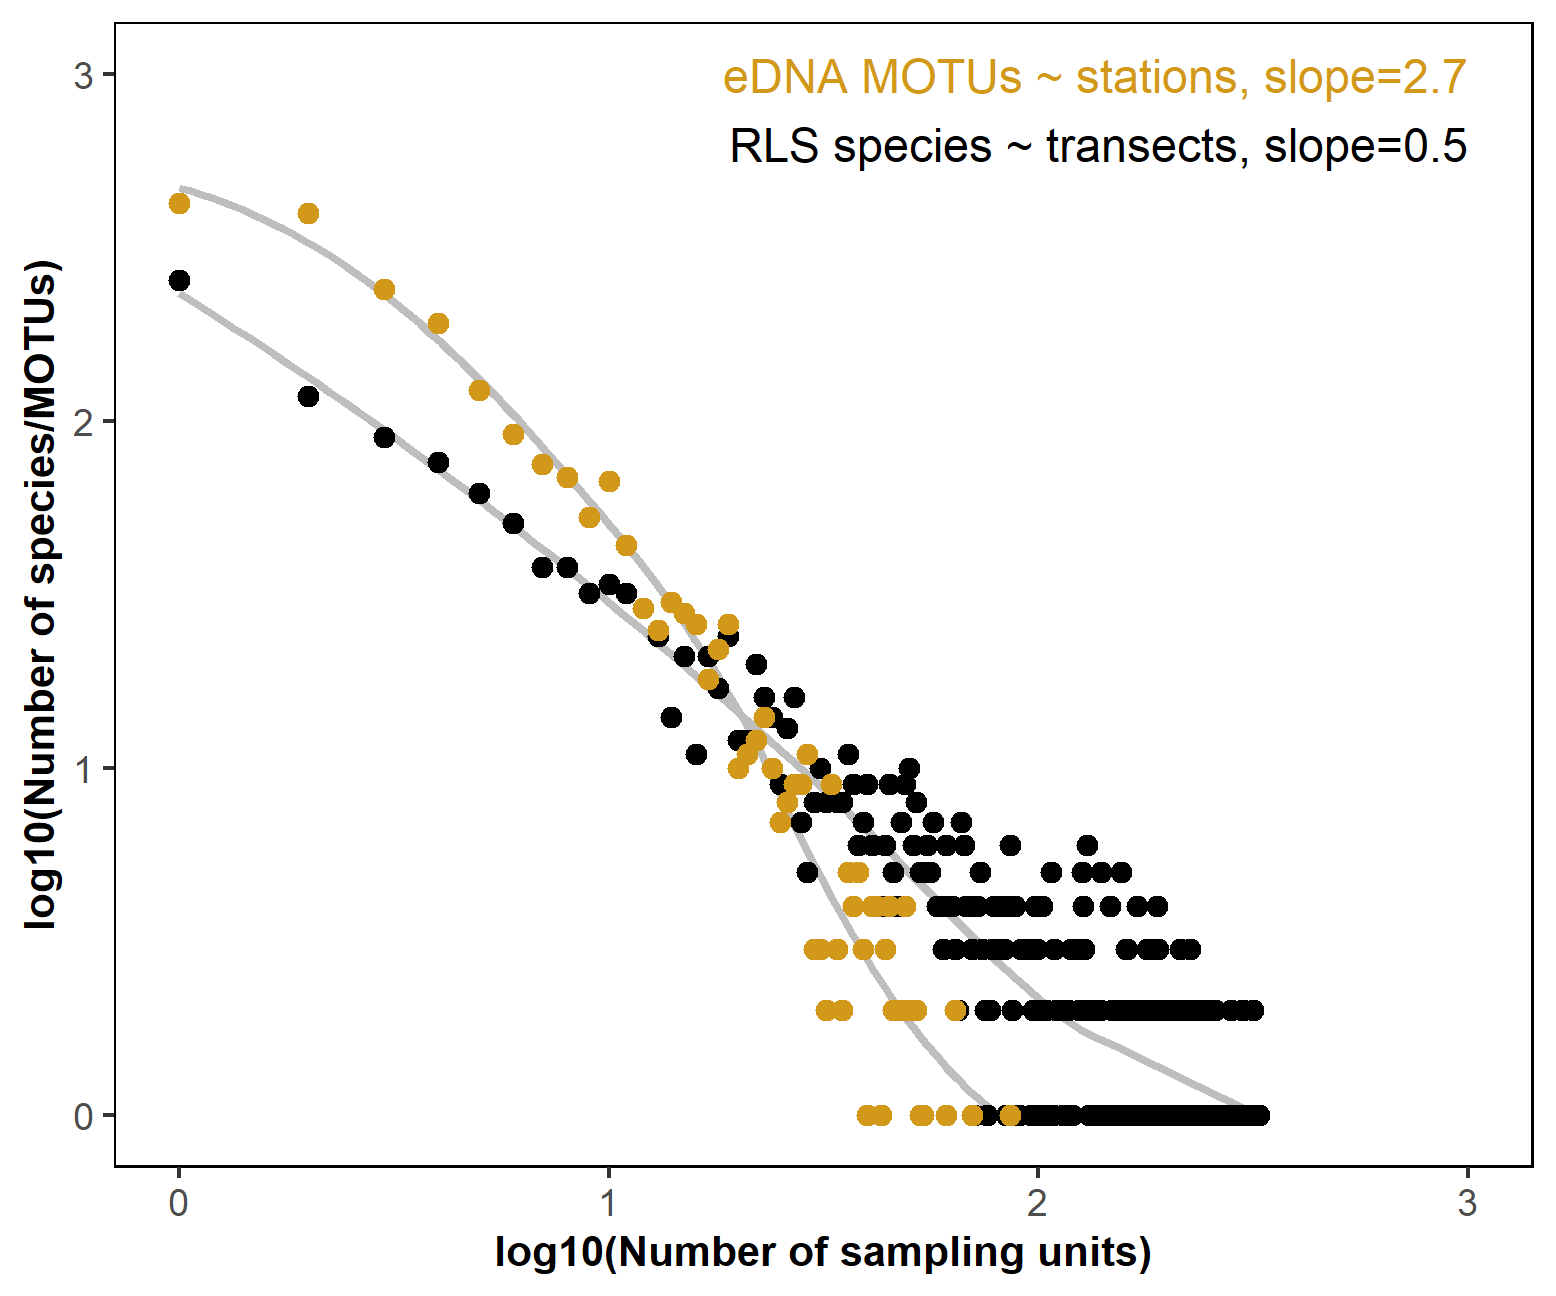 eDNA MOTUs ~ stations, slope=2.7
RLS species ~ transects, slope=0.5
log10(Number of species/MOTUs)
3
2
1
0
0 1 2 3
log10(Number of sampling units)